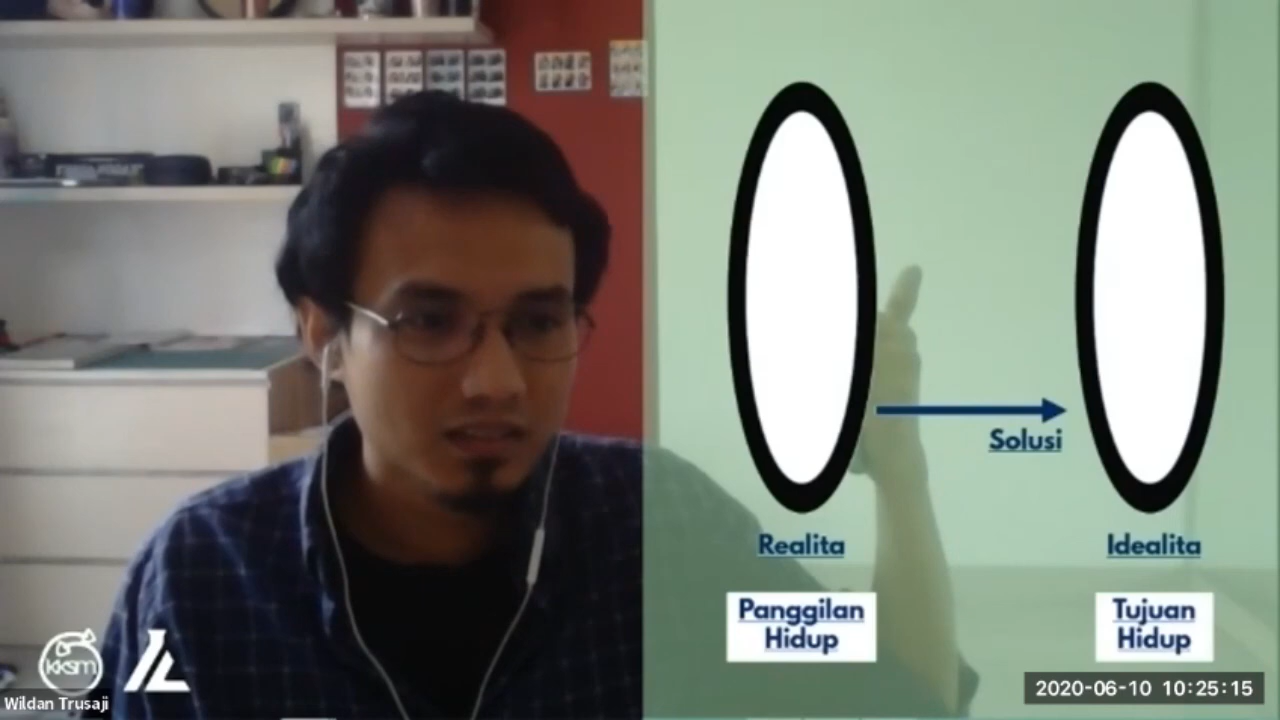 Solusi
Realita
Idealita
Panggilan
Hidup
Tujuan
Hidup
kksm
Wildan Trusaji
2020-06-10 10:25:15